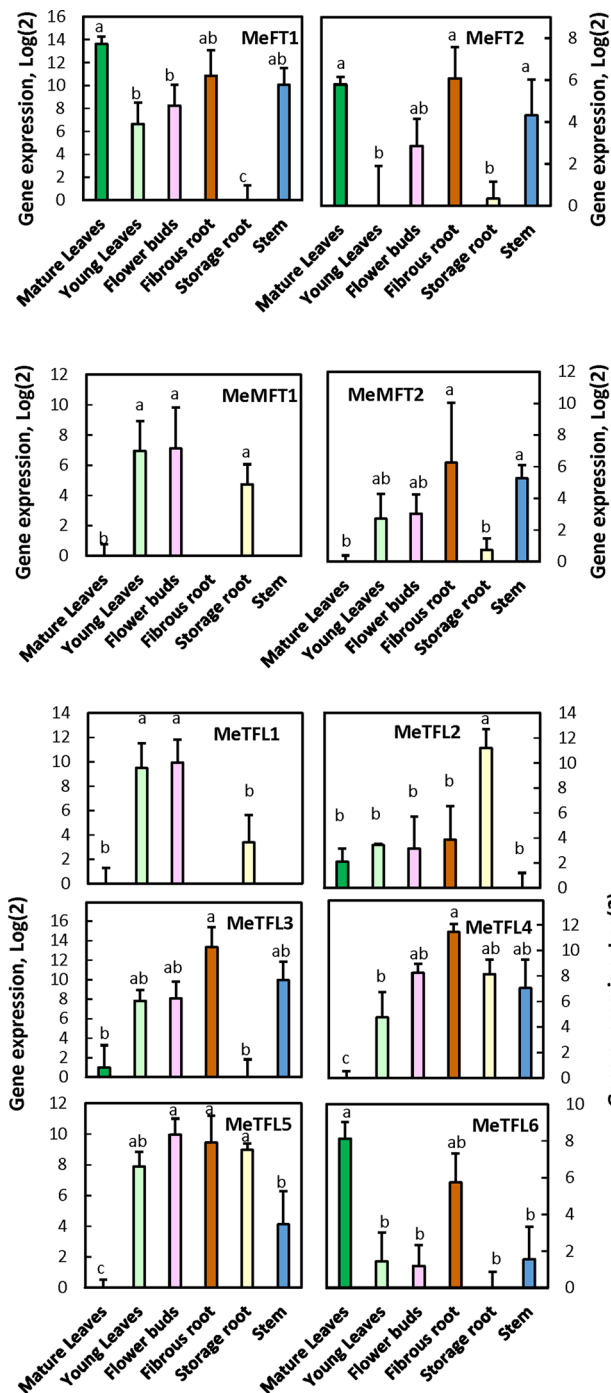 Gene expression, Log(2)
16
14
12
10
8
6
4
2
0
a
b
b
ab
c
ab
MeFT1
Mature Leaves
Young Leaves
Flower buds
Fibrous root
Storage root
Stem
MeFT2
a
b
ab
a
b
a
8
6
4
2
0
Gene expression, Log(2)
Mature Leaves
Young Leaves
Flower buds
Fibrous root
Storage root
Stem
Gene expression, Log(2)
12
10
8
6
4
2
0
b
a
a
a
MeMFT1
Mature Leaves
Young Leaves
Flower buds
Fibrous root
Storage root
Stem
MeMFT2
b
ab
ab
a
b
a
12
10
8
6
4
2
0
Gene expression, Log(2)
Mature Leaves
Young Leaves
Flower buds
Fibrous root
Storage root
Stem
14
12
10
8
6
4
2
0
b
a
a
b
MeTFL1
MeTFL2
b
b
b
b
a
b
14
12
10
8
6
4
2
0
Gene expression, Log(2)
16
14
12
10
8
6
4
2
0
MeTFL3
b
ab
ab
a
b
ab
MeTFL4
c
b
ab
a
ab
ab
12
10
8
6
4
2
0
12
10
8
6
4
2
0
MeTFL5
c
ab
a
a
a
b
Mature Leaves
Young Leaves
Flower buds
Fibrous root
Storage root
Stem
MeTFL6
a
b
b
ab
b
b
10
8
6
4
2
0
Mature Leaves
Young Leaves
Flower buds
Fibrous root
Storage root
Stem